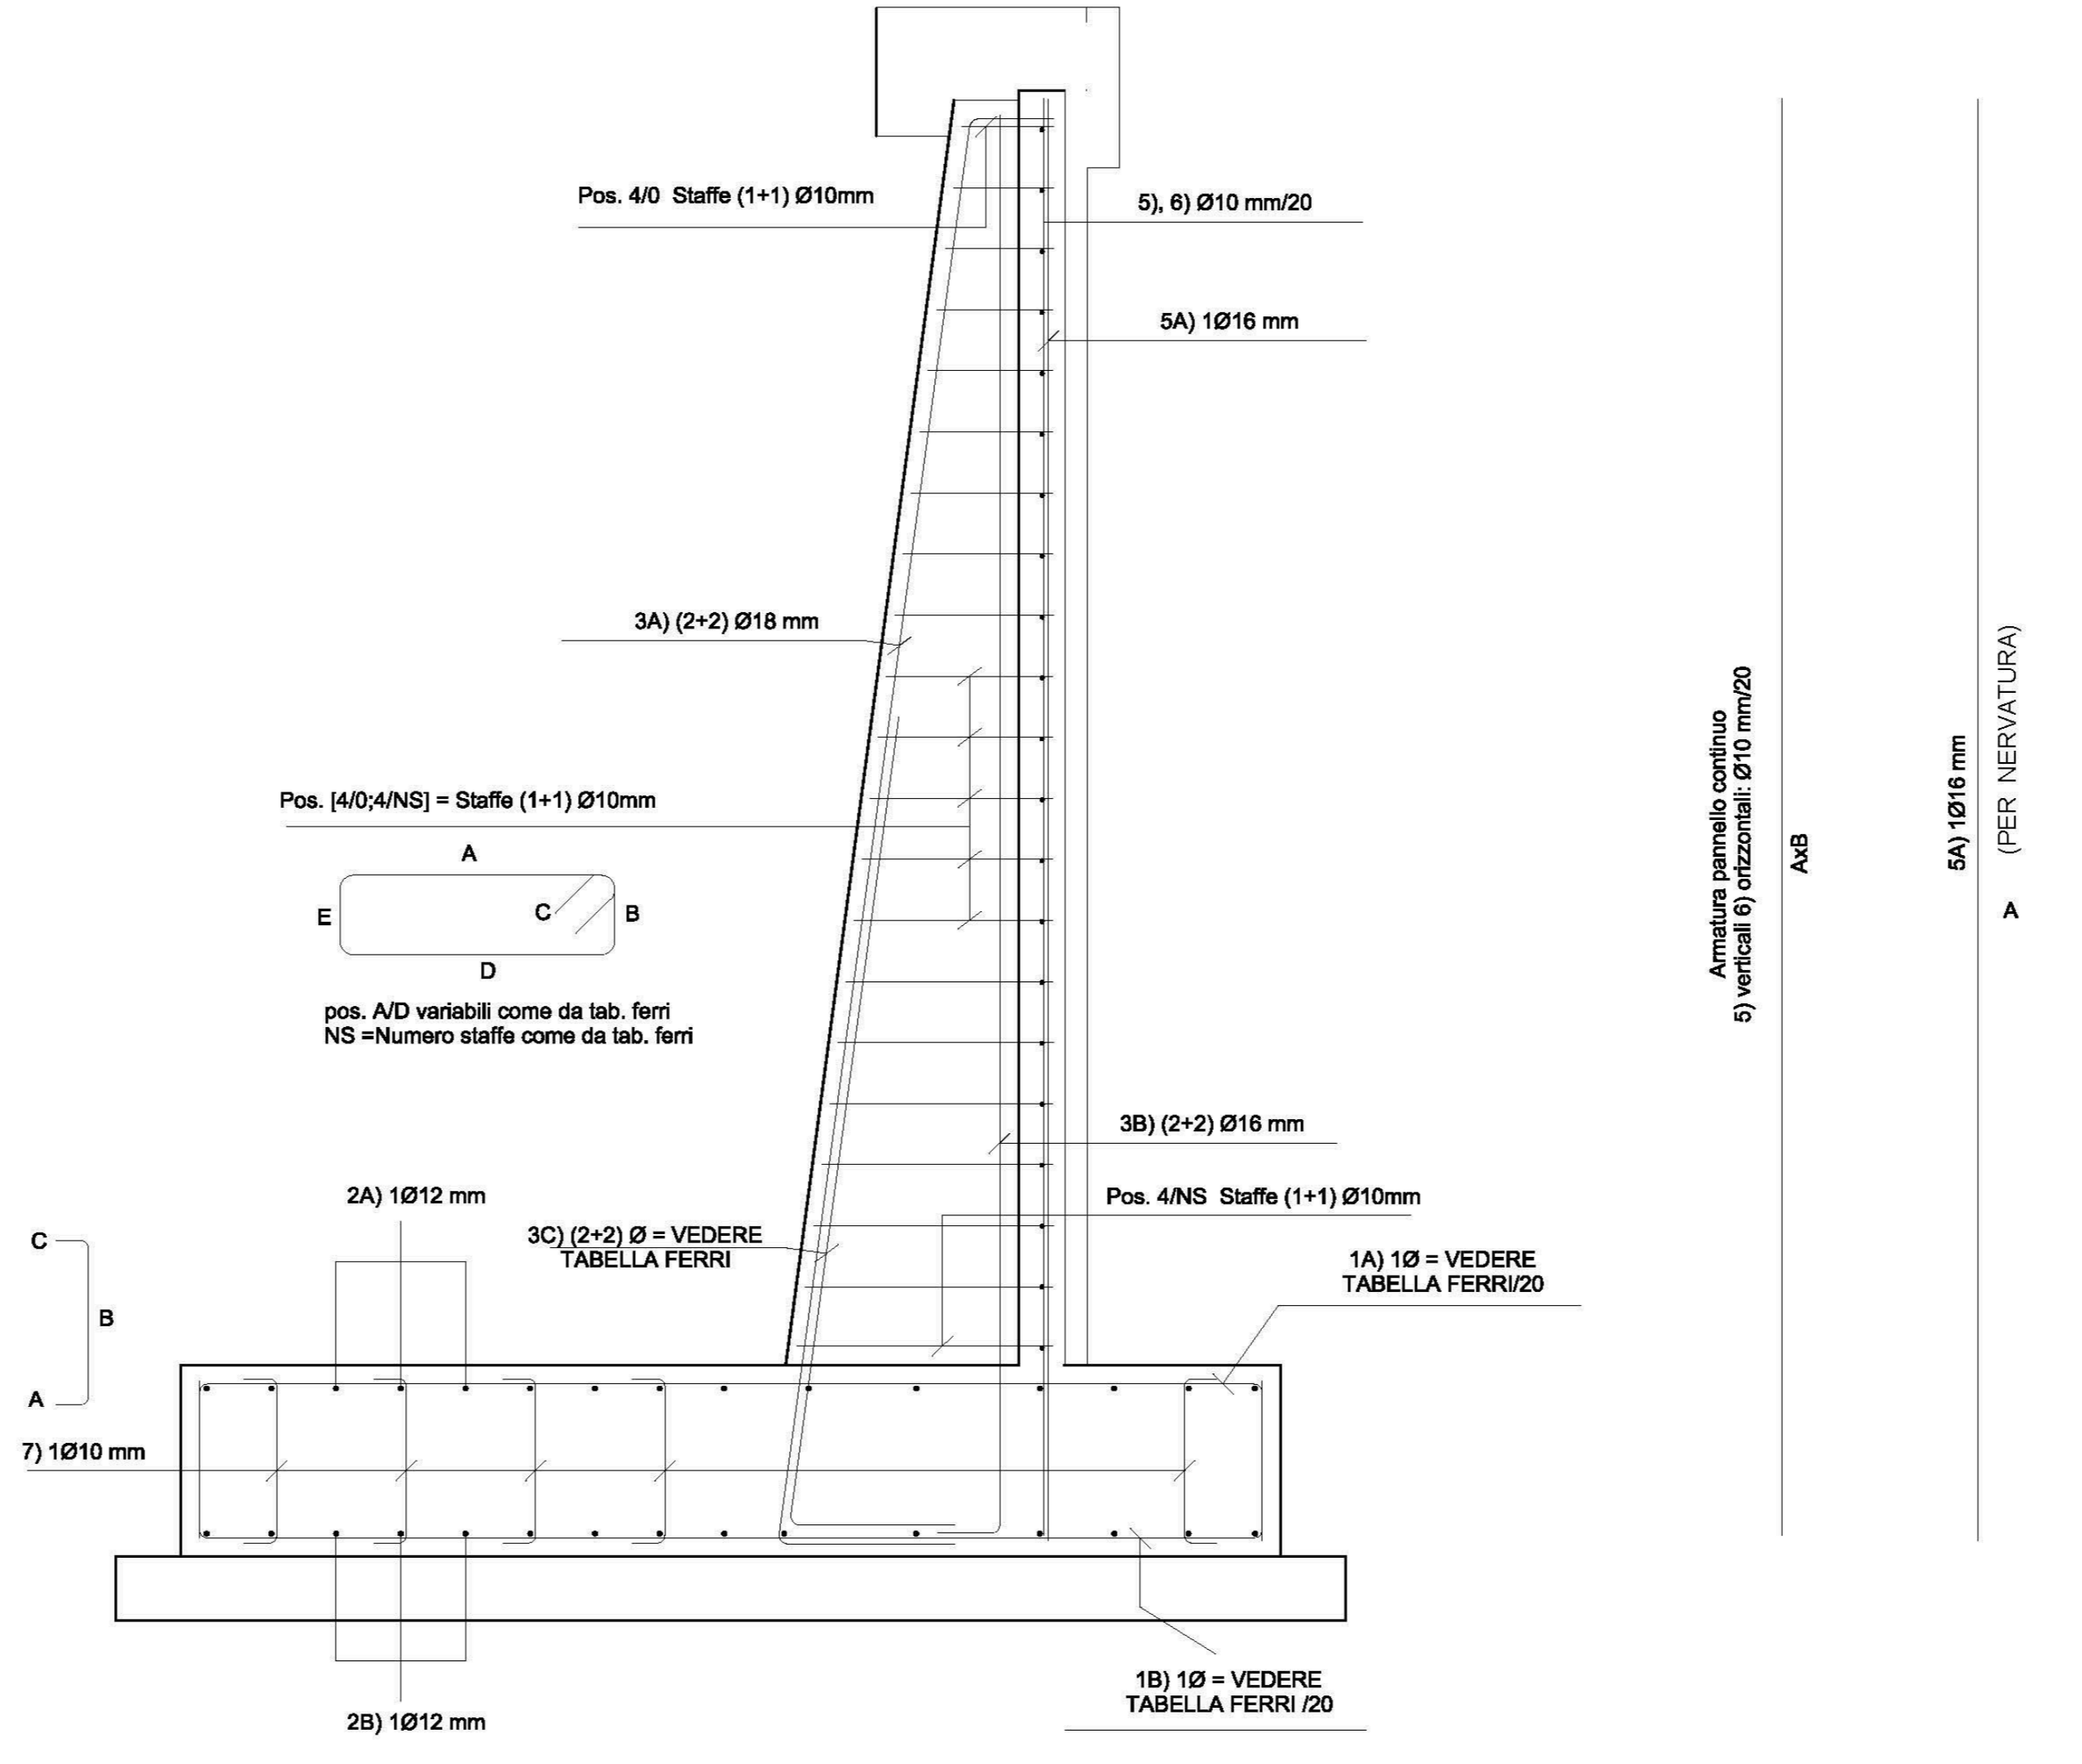 Pos. 4/0 Staffe (1+1) Ø10mm
5), 6) Ø10 mm/20
5A) 1Ø16 mm
3A) (2+2) Ø18 mm
Pos. [4/0;4/NS] = Staffe (1+1) Ø10mm
A
E
C
B
D
pos. A/D variabili come da tab. ferri
NS =Numero staffe come da tab. ferri
Armatura pannello continuo
5) verticali 6) orizzontali: Ø10 mm/20
AxB
5A) 1Ø16 mm
(PER NERVATURA)
A
3B) (2+2) Ø16 mm
Pos. 4/NS Staffe (1+1) Ø10mm
2A) 1Ø12 mm
3C) (2+2) Ø = VEDERE
TABELLA FERRI
1A) 1Ø = VEDERE
TABELLA FERRI/20
C
B
A
7) 1Ø10 mm
1B) 1Ø = VEDERE
TABELLA FERRI /20
2B) 1Ø12 mm